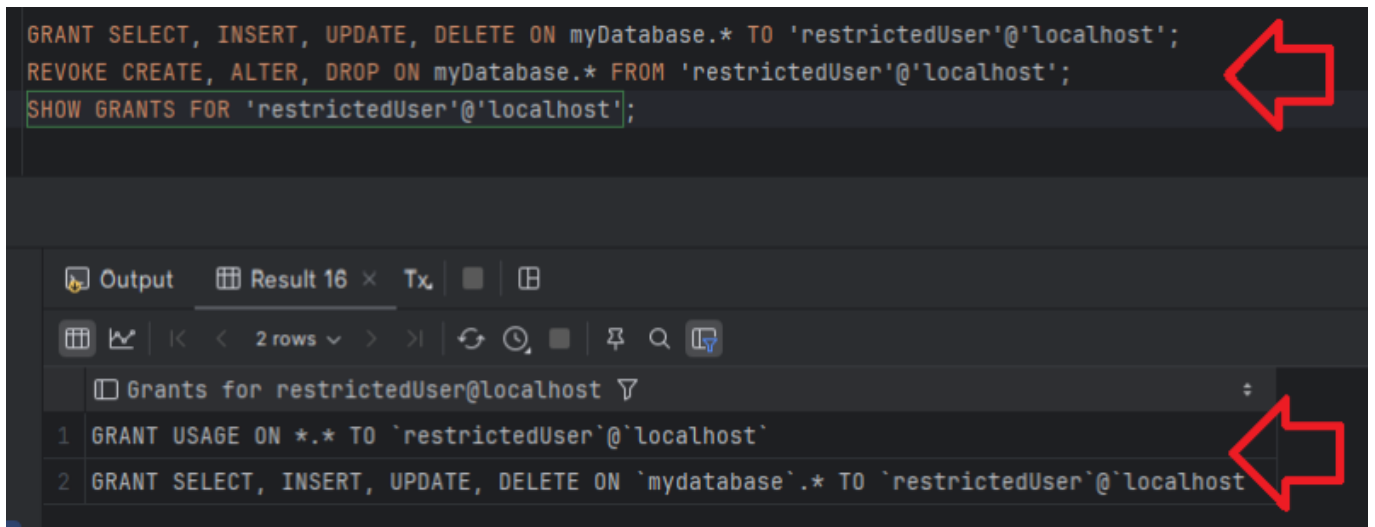 GRANT SELECT, INSERT, UPDATE, DELETE ON myDatabase.* TO 'restrictedUser'@'localhost';
REVOKE CREATE, ALTER, DROP ON myDatabase.* FROM 'restrictedUser'@'localhost';
SHOW GRANTS FOR 'restrictedUser'@'localhost';
Output Result 16 × Tx
2 rows
Grants for restrictedUser@localhost
1 GRANT USAGE ON *.* TO `restrictedUser`@`localhost`
2 GRANT SELECT, INSERT, UPDATE, DELETE ON `mydatabase`.* TO `restrictedUser`@`localhost